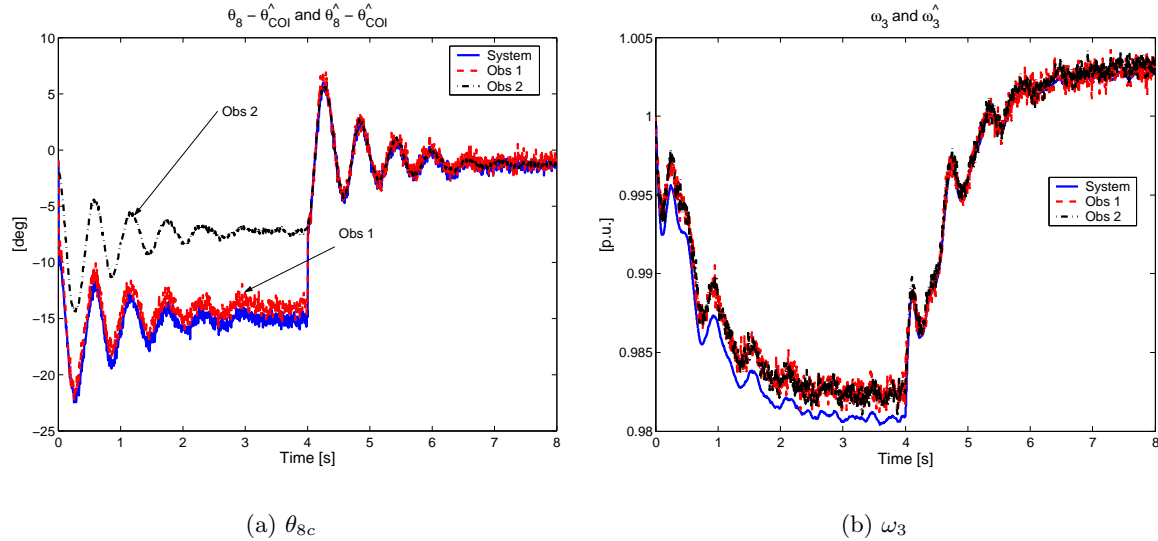 θ8 − θ^COI and θ^8 − θ^COI
10
5
0
−5
−10
−15
−20
−25
[deg]
System
Obs 1
Obs 2
Obs 2
Obs 1
0 1 2 3 4 5 6 7 8
Time [s]
(a) θ8c
ω3 and ω^3
1.005
1
0.995
0.99
0.985
0.98
[p.u.]
System
Obs 1
Obs 2
0 1 2 3 4 5 6 7 8
Time [s]
(b) ω3